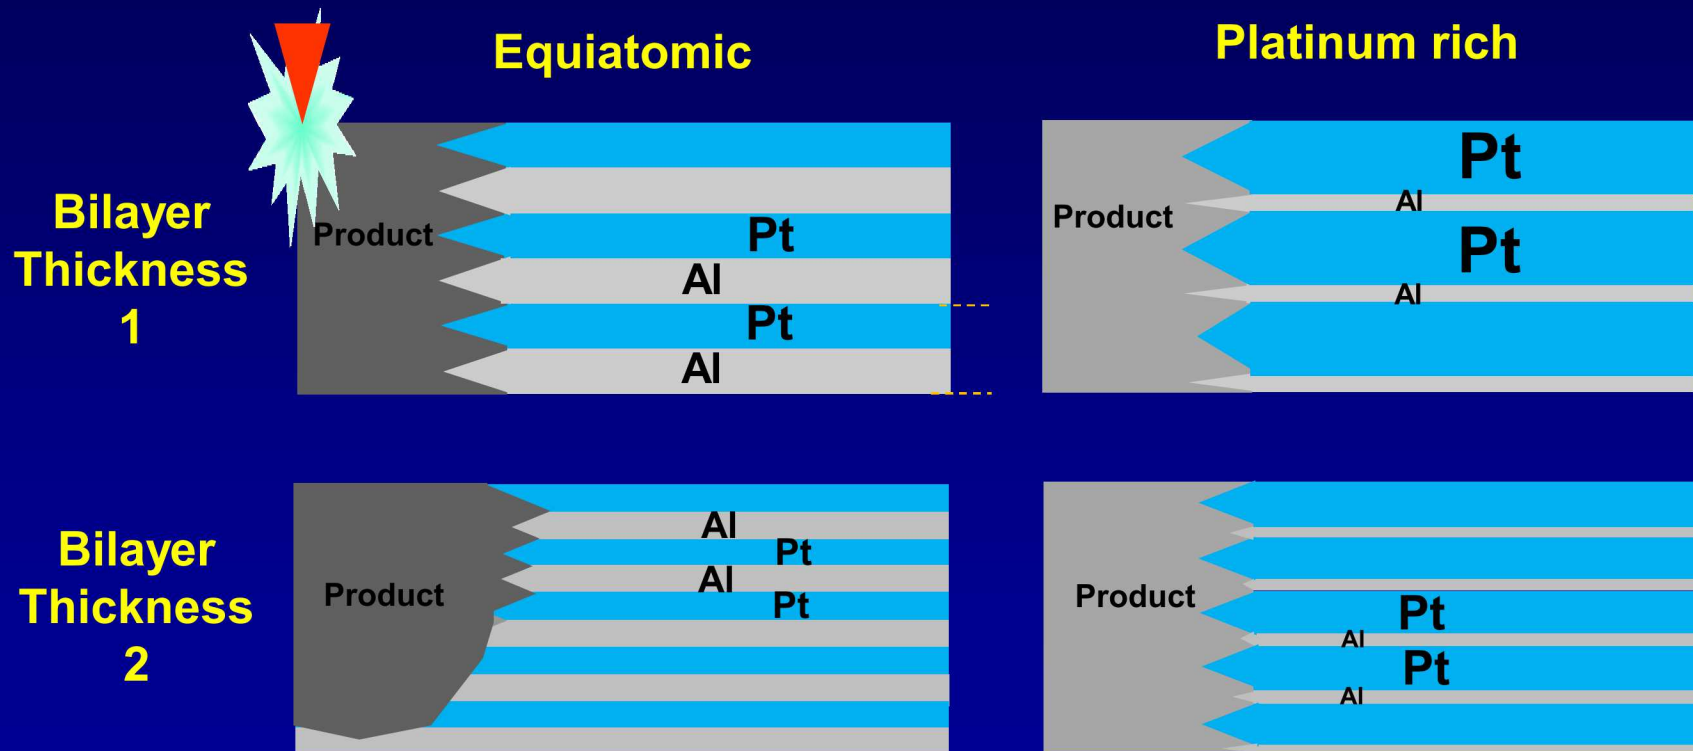 Equiatomic
Platinum rich
Bilayer
Thickness
1
Product
Pt
Al
Pt
Al
Product
Pt
Al
Pt
Al
Bilayer
Thickness
2
Product
Al
Pt
Al
Pt
Product
Pt
Al
Pt
Al